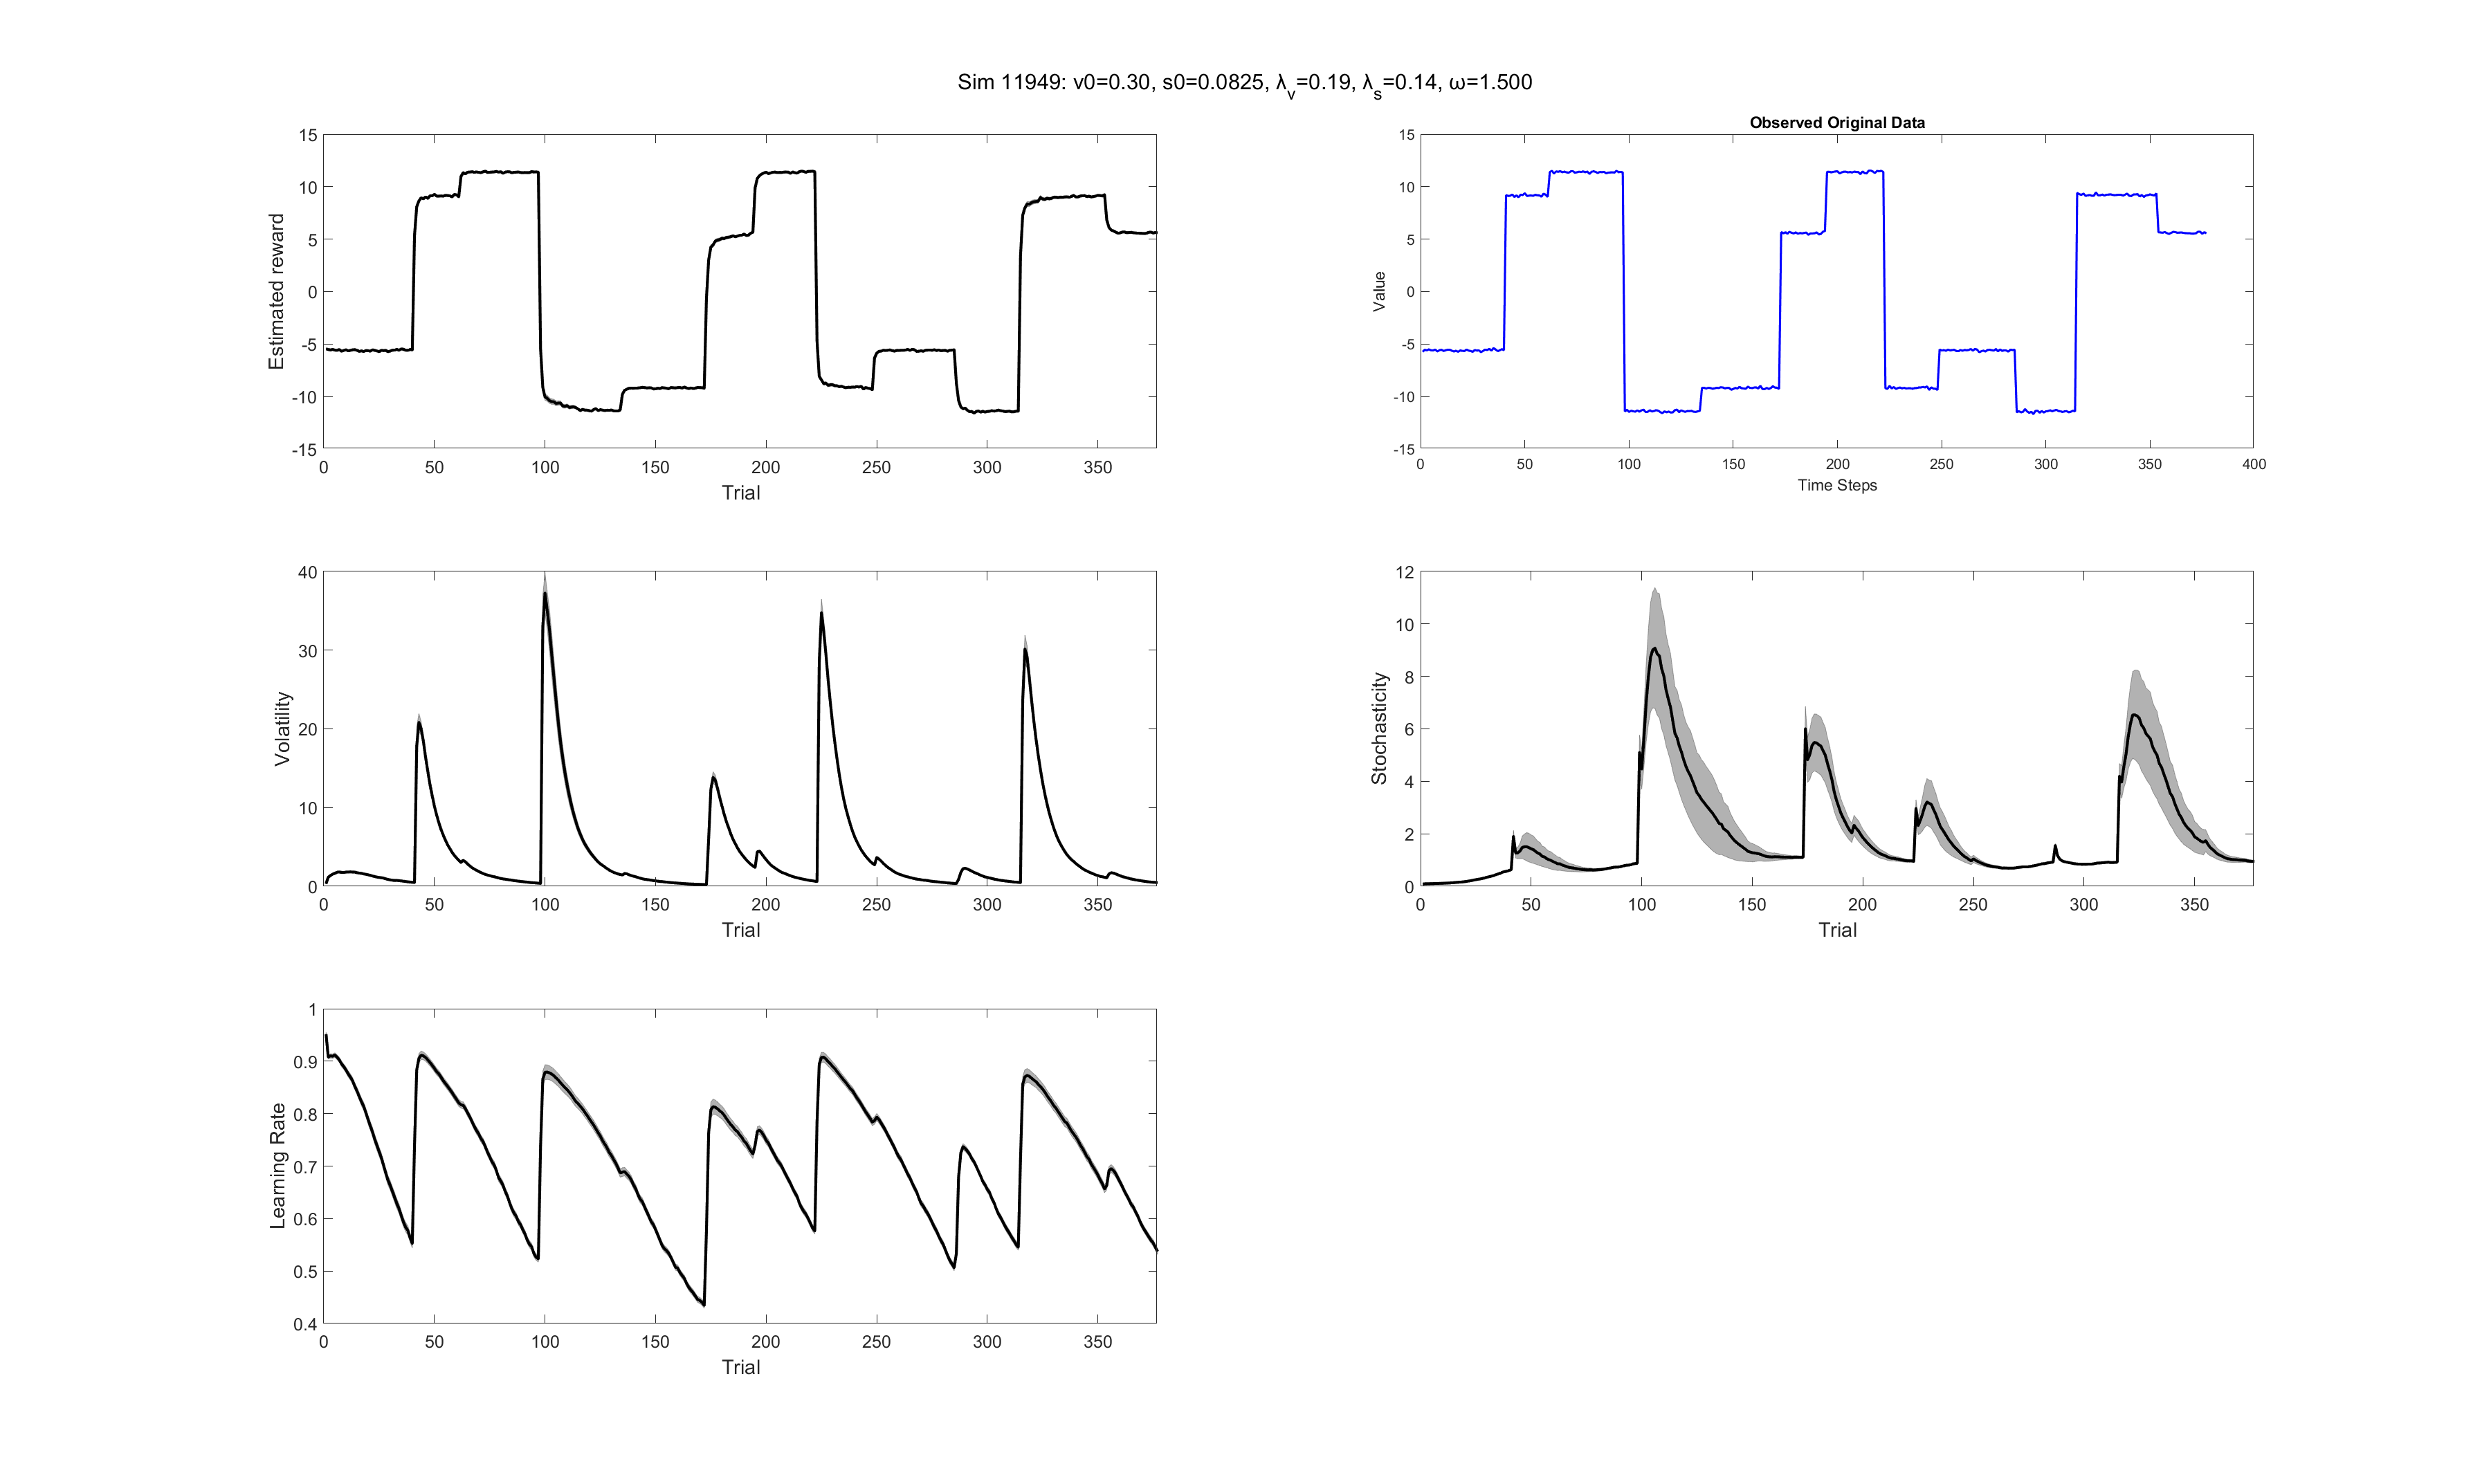 Sim 11949: v0=0.30, s0=0.0825, λv=0.19, λs=0.14, ω=1.500
15
10
5
0
-5
-10
-15
Estimated reward
0 50 100 150 200 250 300 350
Trial
Observed Original Data
15
10
5
0
-5
-10
-15
Value
0 50 100 150 200 250 300 350 400
Time Steps
40
30
20
10
0
Volatility
0 50 100 150 200 250 300 350
Trial
12
10
8
6
4
2
0
Stochasticity
0 50 100 150 200 250 300 350
Trial
1
0.9
0.8
0.7
0.6
0.5
0.4
Learning Rate
0 50 100 150 200 250 300 350
Trial